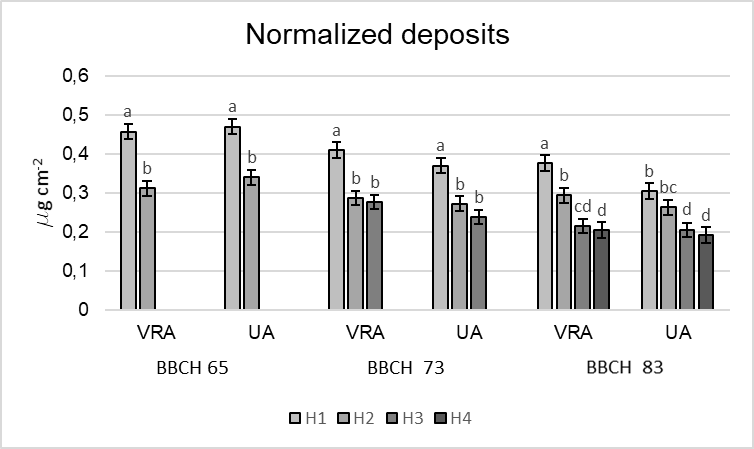 Normalized deposits
0,6
0,5
0,4
0,3
0,2
0,1
0
μg cm-2
a b a b a b b a b b a b cd d b bc d d
VRA UA VRA UA VRA UA
BBCH 65 BBCH 73 BBCH 83
H1 H2 H3 H4